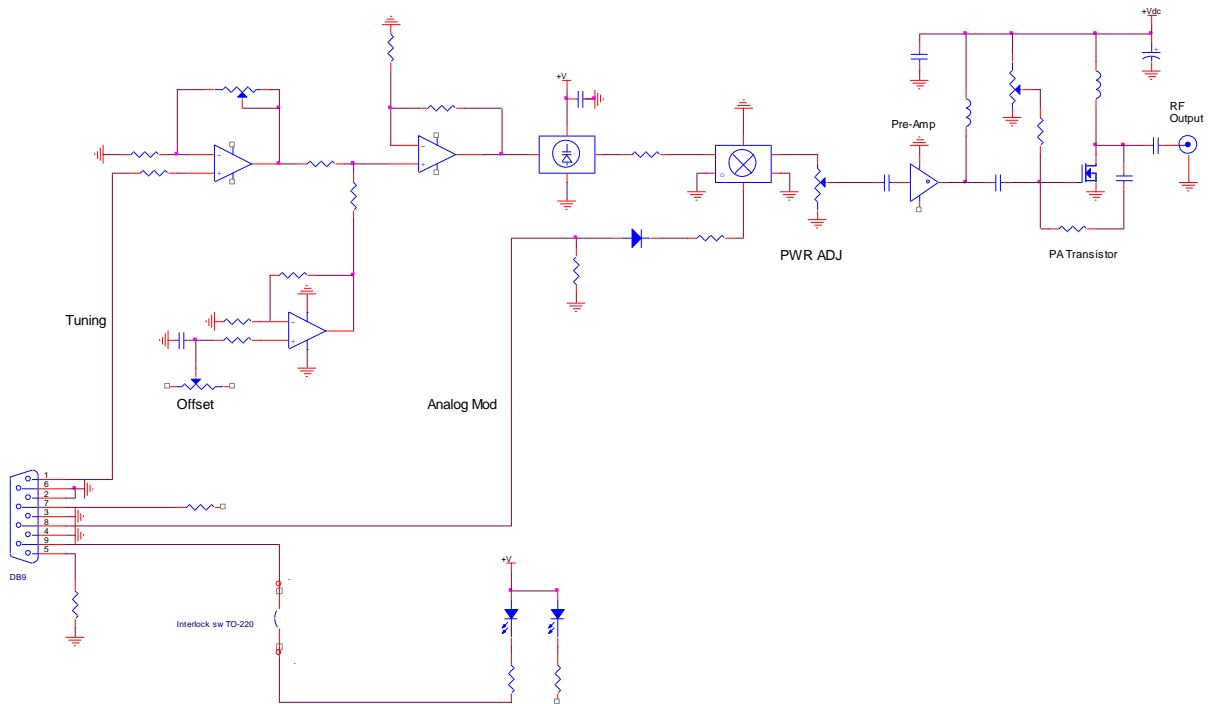 +Vdc
RF
Output
+V
Pre-Amp
PWR ADJ
PA Transistor
Tuning
Offset
Analog Mod
1
6
2
7
3
8
4
9
5
DB9
+V
Interlock sw TO-220